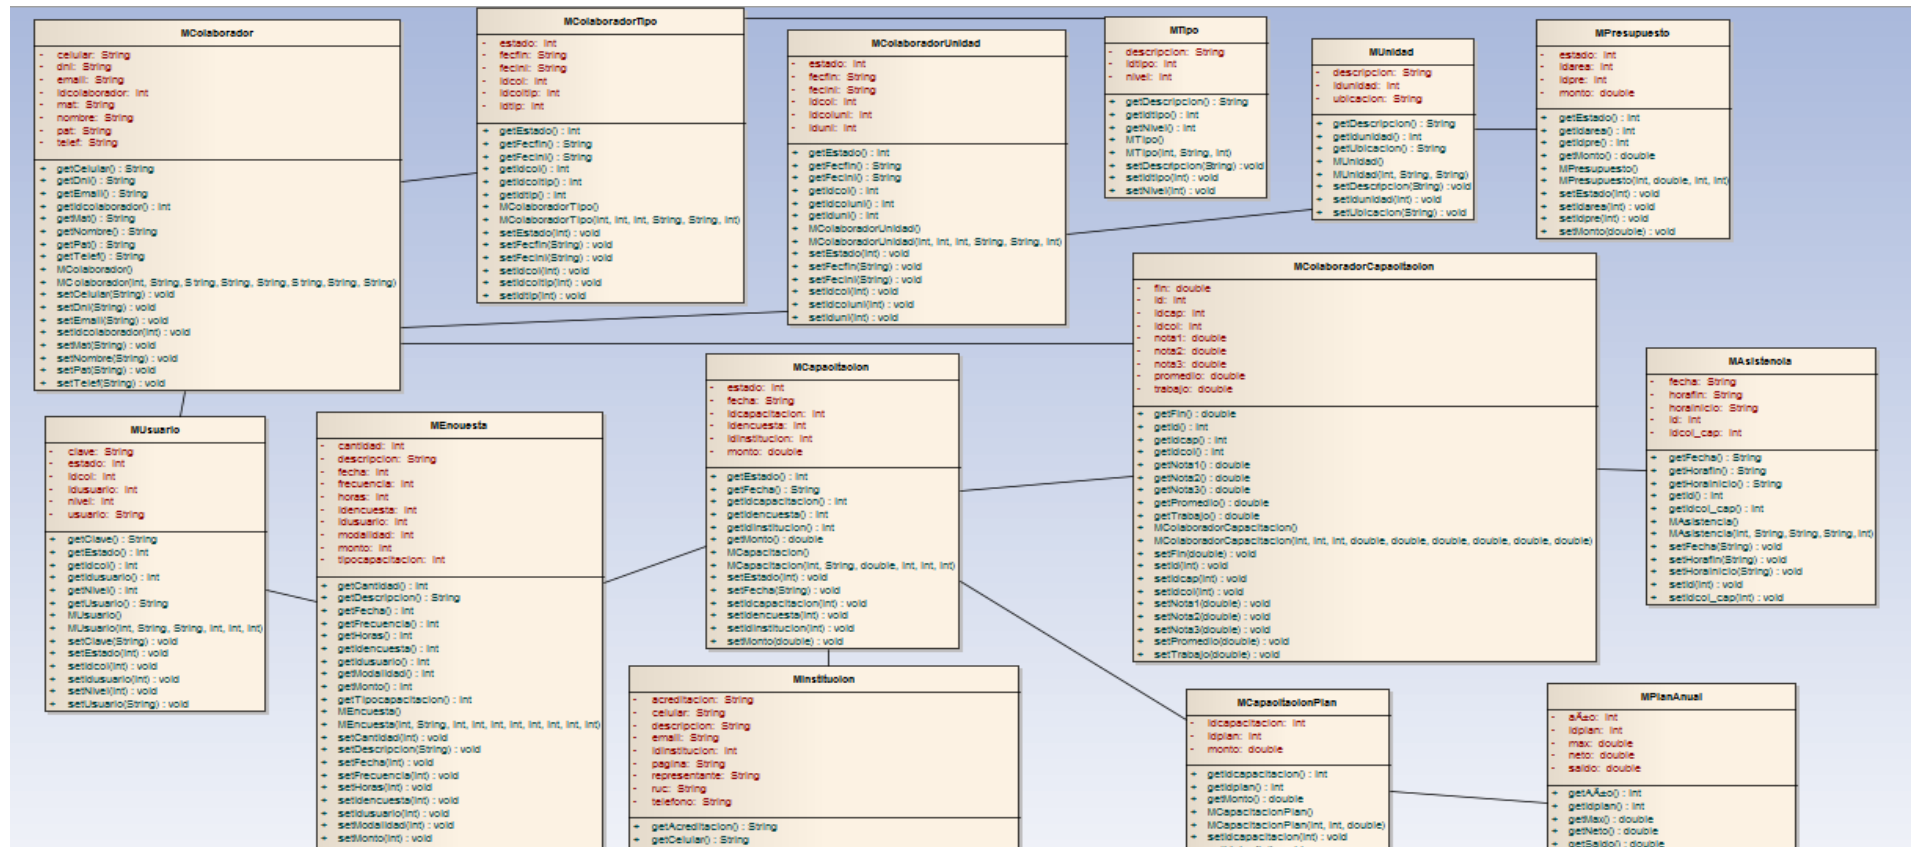 MColaborador
- celular: String
- dni: String
- email: String
- idcolaborador: int
- mat: String
- nombre: String
- pat: String
- telef: String
+ getCelular() : String
+ getDni() : String
+ getEmail() : String
+ getIdcolaborador() : int
+ getMat() : String
+ getNombre() : String
+ getPat() : String
+ getTelef() : String
+ MColaborador()
+ MColaborador(int, String, String, String, String, String, String, String)
+ setCelular(String) : void
+ setDni(String) : void
+ setEmail(String) : void
+ setIdcolaborador(int) : void
+ setMat(String) : void
+ setNombre(String) : void
+ setPat(String) : void
+ setTelef(String) : void
MColaboradorTipo
- estado: int
- fecfin: String
- fecini: String
- idcol: int
- idcoltip: int
- idtip: int
+ getEstado() : int
+ getFecfin() : String
+ getFecini() : String
+ getIdcol() : int
+ getIdcoltip() : int
+ getIdtip() : int
+ MColaboradorTipo()
+ MColaboradorTipo(int, int, int, String, String, int)
+ setEstado(int) : void
+ setFecfin(String) : void
+ setFecini(String) : void
+ setIdcol(int) : void
+ setIdcoltip(int) : void
+ setIdtip(int) : void
MColaboradorUnidad
- estado: int
- fecfin: String
- fecini: String
- idcol: int
- idcoluni: int
- iduni: int
+ getEstado() : int
+ getFecfin() : String
+ getFecini() : String
+ getIdcol() : int
+ getIdcoluni() : int
+ getIduni() : int
+ MColaboradorUnidad()
+ MColaboradorUnidad(int, int, int, String, String, int)
+ setEstado(int) : void
+ setFecfin(String) : void
+ setFecini(String) : void
+ setIdcol(int) : void
+ setIdcoluni(int) : void
+ setIduni(int) : void
MTipo
- descripcion: String
- idtipo: int
- nivel: int
+ getDescripcion() : String
+ getIdtipo() : int
+ getNivel() : int
+ MTipo()
+ MTipo(int, String, int)
+ setDescripcion(String) : void
+ setIdtipo(int) : void
+ setNivel(int) : void
MUnidad
- descripcion: String
- idunidad: int
- ubicacion: String
+ getDescripcion() : String
+ getIdunidad() : int
+ getUbicacion() : String
+ MUnidad()
+ MUnidad(int, String, String)
+ setDescripcion(String) : void
+ setIdunidad(int) : void
+ setUbicacion(String) : void
MPresupuesto
- estado: int
- idarea: int
- idpre: int
- monto: double
+ getEstado() : int
+ getIdarea() : int
+ getIdpre() : int
+ getMonto() : double
+ MPresupuesto()
+ MPresupuesto(int, double, int, int)
+ setEstado(int) : void
+ setIdarea(int) : void
+ setIdpre(int) : void
+ setMonto(double) : void
MColaboradorCapacitacion
- fin: double
- id: int
- idcap: int
- idcol: int
- nota1: double
- nota2: double
- nota3: double
- promedio: double
- trabajo: double
+ getFin() : double
+ getId() : int
+ getIdcap() : int
+ getIdcol() : int
+ getNota1() : double
+ getNota2() : double
+ getNota3() : double
+ getPromedio() : double
+ getTrabajo() : double
+ MColaboradorCapacitacion()
+ MColaboradorCapacitacion(int, int, int, double, double, double, double, double, double)
+ setFin(double) : void
+ setId(int) : void
+ setIdcap(int) : void
+ setIdcol(int) : void
+ setNota1(double) : void
+ setNota2(double) : void
+ setNota3(double) : void
+ setPromedio(double) : void
+ setTrabajo(double) : void
MAsistencia
- fecha: String
- horafin: String
- horainicio: String
- id: int
- idcol_cap: int
+ getFecha() : String
+ getHorafin() : String
+ getHorainicio() : String
+ getId() : int
+ getIdcol_cap() : int
+ MAsistencia()
+ MAsistencia(int, String, String, String, int)
+ setFecha(String) : void
+ setHorafin(String) : void
+ setHorainicio(String) : void
+ setId(int) : void
+ setIdcol_cap(int) : void
MCapacitacion
- estado: int
- fecha: String
- idcapacitacion: int
- idencuesta: int
- idinstitucion: int
- monto: double
+ getEstado() : int
+ getFecha() : String
+ getIdcapacitacion() : int
+ getIdencuesta() : int
+ getIdinstitucion() : int
+ getMonto() : double
+ MCapacitacion()
+ MCapacitacion(int, String, double, int, int, int)
+ setEstado(int) : void
+ setFecha(String) : void
+ setIdcapacitacion(int) : void
+ setIdencuesta(int) : void
+ setIdinstitucion(int) : void
+ setMonto(double) : void
MUsuario
- clave: String
- estado: int
- idcol: int
- idusuario: int
- nivel: int
- usuario: String
+ getClave() : String
+ getEstado() : int
+ getIdcol() : int
+ getIdusuario() : int
+ getNivel() : int
+ getUsuario() : String
+ MUsuario()
+ MUsuario(int, String, String, int, int, int)
+ setClave(String) : void
+ setEstado(int) : void
+ setIdcol(int) : void
+ setIdusuario(int) : void
+ setNivel(int) : void
+ setUsuario(String) : void
MEncuesta
- cantidad: int
- descripcion: String
- fecha: int
- frecuencia: int
- horas: int
- idencuesta: int
- idusuario: int
- modalidad: int
- monto: int
- tipocapacitacion: int
+ getCantidad() : int
+ getDescripcion() : String
+ getFecha() : int
+ getFrecuencia() : int
+ getHoras() : int
+ getIdencuesta() : int
+ getIdusuario() : int
+ getModalidad() : int
+ getMonto() : int
+ getTipocapacitacion() : int
+ MEncuesta()
+ MEncuesta(int, String, int, int, int, int, int, int, int, int)
+ setCantidad(int) : void
+ setDescripcion(String) : void
+ setFecha(int) : void
+ setFrecuencia(int) : void
+ setHoras(int) : void
+ setIdencuesta(int) : void
+ setIdusuario(int) : void
+ setModalidad(int) : void
+ setMonto(int) : void
MInstitucion
- acreditacion: String
- celular: String
- descripcion: String
- email: String
- idinstitucion: int
- pagina: String
- representante: String
- ruc: String
- telefono: String
+ getAcreditacion() : String
+ getCelular() : String
MCapacitacionPlan
- idcapacitacion: int
- idplan: int
- monto: double
+ getIdcapacitacion() : int
+ getIdplan() : int
+ getMonto() : double
+ MCapacitacionPlan()
+ MCapacitacionPlan(int, int, double)
+ setIdcapacitacion(int) : void
MPlanAnual
- aÃ±o: int
- idplan: int
- max: double
- neto: double
- saldo: double
+ getAÃ±o() : int
+ getIdplan() : int
+ getMax() : double
+ getNeto() : double
+ getSaldo() : double